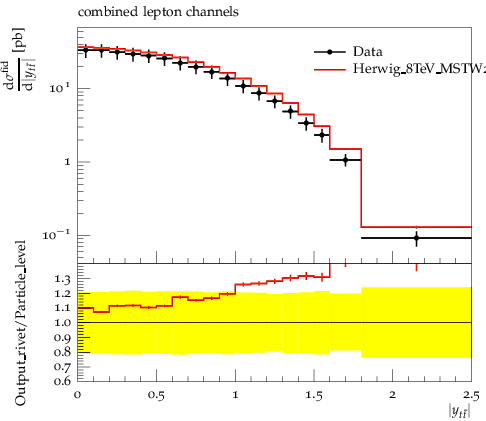 combined lepton channels
dσ^fid / d|y_tt̄| [pb]
Data
Herwig_8TeV_MSTW2
10^1
1
10^−1
Output_rivet/Particle_level
1.3
1.2
1.1
1.0
0.9
0.8
0.7
0.6
0
0.5
1
1.5
2
2.5
|y_tt̄|